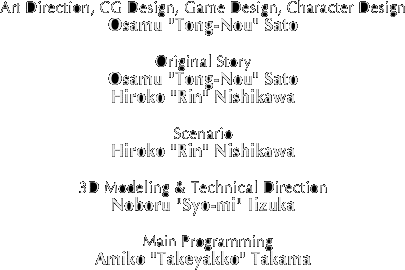 Art Direction, CG Design, Game Design, Character Design
Osamu "Tong-Nou" Sato
Original Story
Osamu "Tong-Nou" Sato
Hiroko "Rin" Nishikawa
Scenario
Hiroko "Rin" Nishikawa
3D Modeling & Technical Direction
Noboru "Syo-mi" Iizuka
Main Programming
Amiko "Takeyakko" Takama